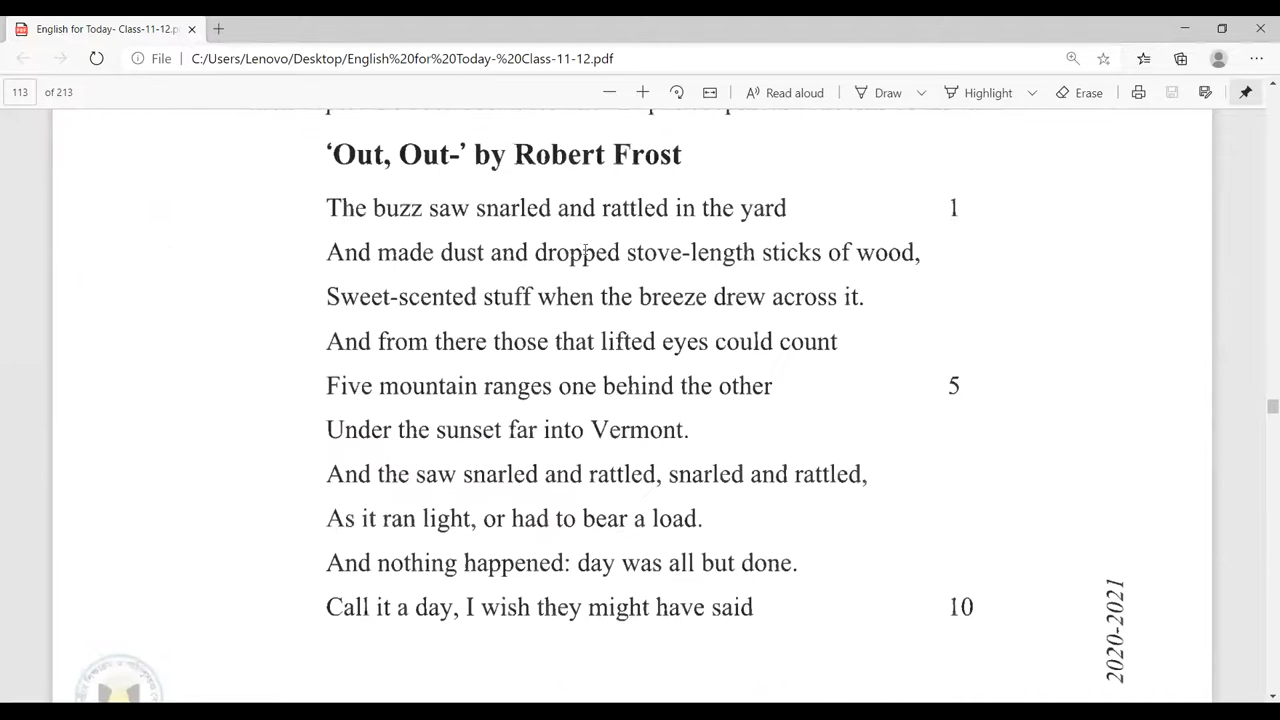 English for Today- Class-11-12.p
File C:/Users/Lenovo/Desktop/English%20for%20Today-%20Class-11-12.pdf
113 of 213 Read aloud Draw Highlight Erase
‘Out, Out-’ by Robert Frost
The buzz saw snarled and rattled in the yard 1
And made dust and dropped stove-length sticks of wood,
Sweet-scented stuff when the breeze drew across it.
And from there those that lifted eyes could count
Five mountain ranges one behind the other 5
Under the sunset far into Vermont.
And the saw snarled and rattled, snarled and rattled,
As it ran light, or had to bear a load.
And nothing happened: day was all but done.
Call it a day, I wish they might have said 10
2020-2021